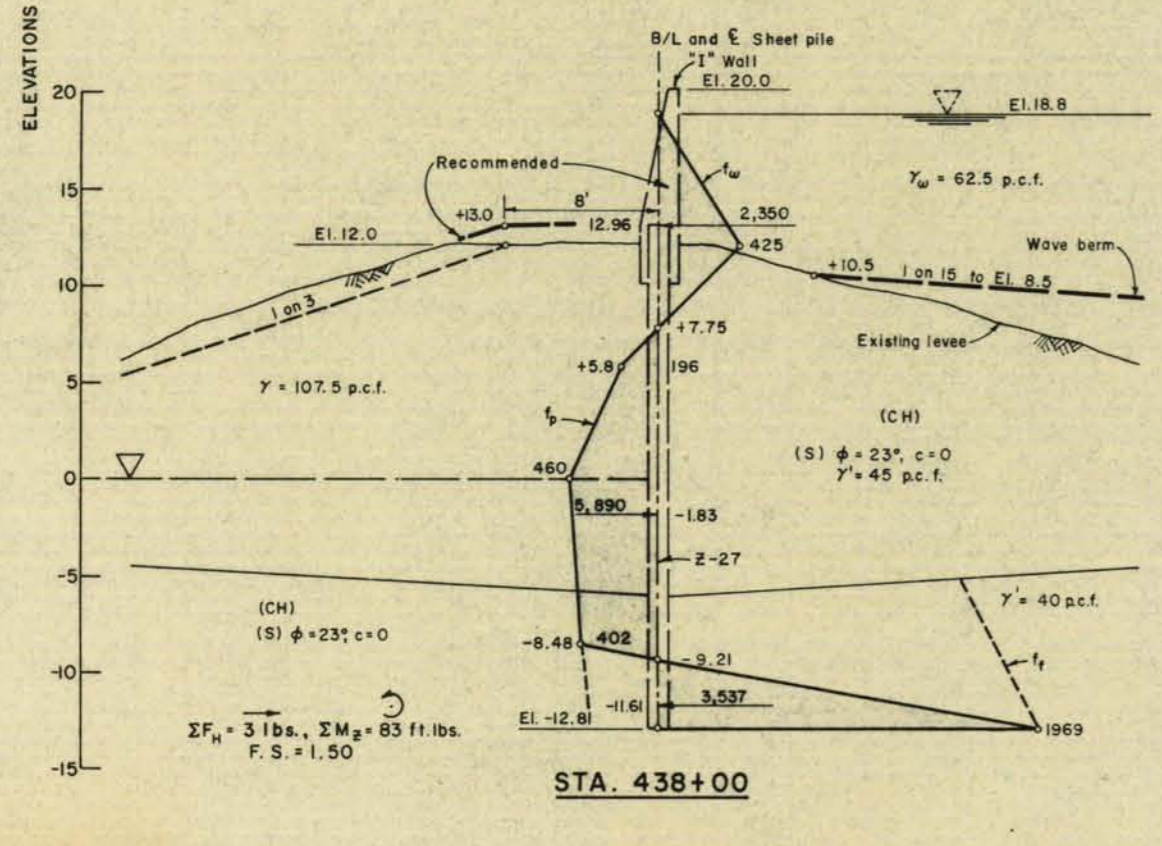 ELEVATIONS
B/L and ℄ Sheet pile
"I" Wall
El. 20.0
20
El. 18.8
Recommended
fω
γω = 62.5 p.c.f.
15
8'
+13.0
12.96
2,350
El. 12.0
425
Wave berm
+10.5
1 on 15 to El. 8.5
10
1 on 3
+7.75
Existing levee
+5.8
196
5
γ = 107.5 p.c.f.
fp
(CH)
(S) φ = 23°, c=0
γ' = 45 p.c.f.
460
0
5,890
-1.83
Z-27
-5
γ' = 40 p.c.f.
(CH)
(S) φ = 23°, c=0
-8.48
402
-9.21
ff
-10
-11.61
3,537
El. -12.81
1969
ΣFH = 3 lbs., ΣMz = 83 ft.lbs.
F. S. = 1.50
-15
STA. 438+00